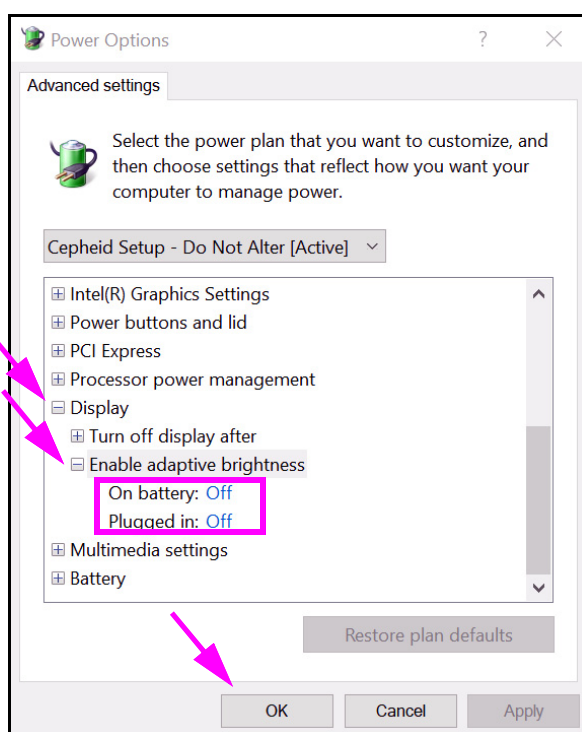 Power Options
?
Advanced settings
Select the power plan that you want to customize, and
then choose settings that reflect how you want your
computer to manage power.
Cepheid Setup - Do Not Alter [Active]
Intel(R) Graphics Settings
Power buttons and lid
PCI Express
Processor power management
Display
Turn off display after
Enable adaptive brightness
On battery: Off
Plugged in: Off
Multimedia settings
Battery
Restore plan defaults
OK Cancel Apply